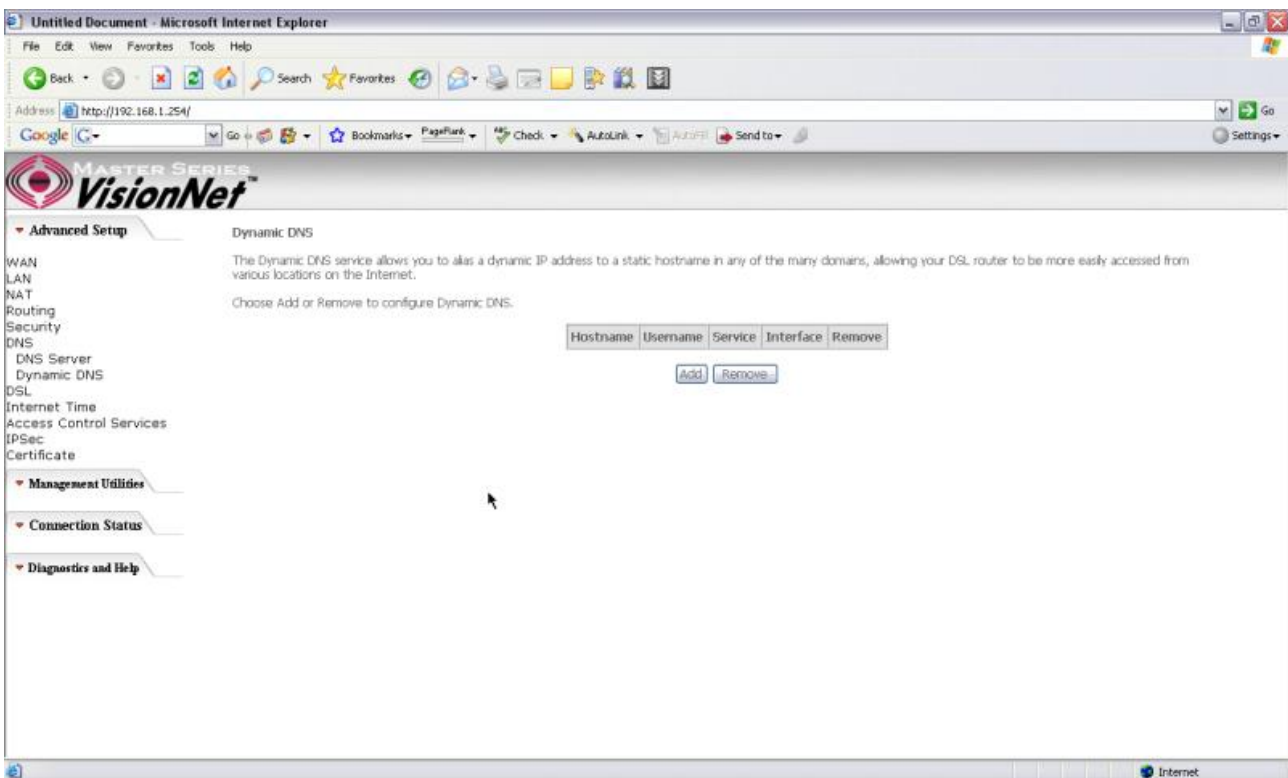 Untitled Document - Microsoft Internet Explorer
File Edit View Favorites Tools Help
Back Search Favorites
Address http://192.168.1.254/ Go
Google G Go Bookmarks PageRank Check AutoLink AutoFill Send to Settings
MASTER SERIES
VisionNet™
Advanced Setup
WAN
LAN
NAT
Routing
Security
DNS
DNS Server
Dynamic DNS
DSL
Internet Time
Access Control Services
IPSec
Certificate
Management Utilities
Connection Status
Diagnostics and Help
Dynamic DNS
The Dynamic DNS service allows you to alias a dynamic IP address to a static hostname in any of the many domains, allowing your DSL router to be more easily accessed from
various locations on the Internet.
Choose Add or Remove to configure Dynamic DNS.
Hostname Username Service Interface Remove
Add Remove
Internet